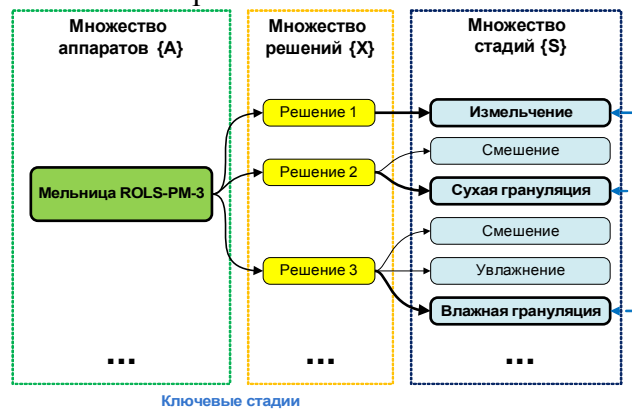 Множество
аппаратов {A}
Множество
решений {X}
Множество
стадий {S}
Решение 1
Измельчение
Смешение
Мельница ROLS-PM-3
Решение 2
Сухая грануляция
Смешение
Решение 3
Увлажнение
Влажная грануляция
...
...
...
Ключевые стадии